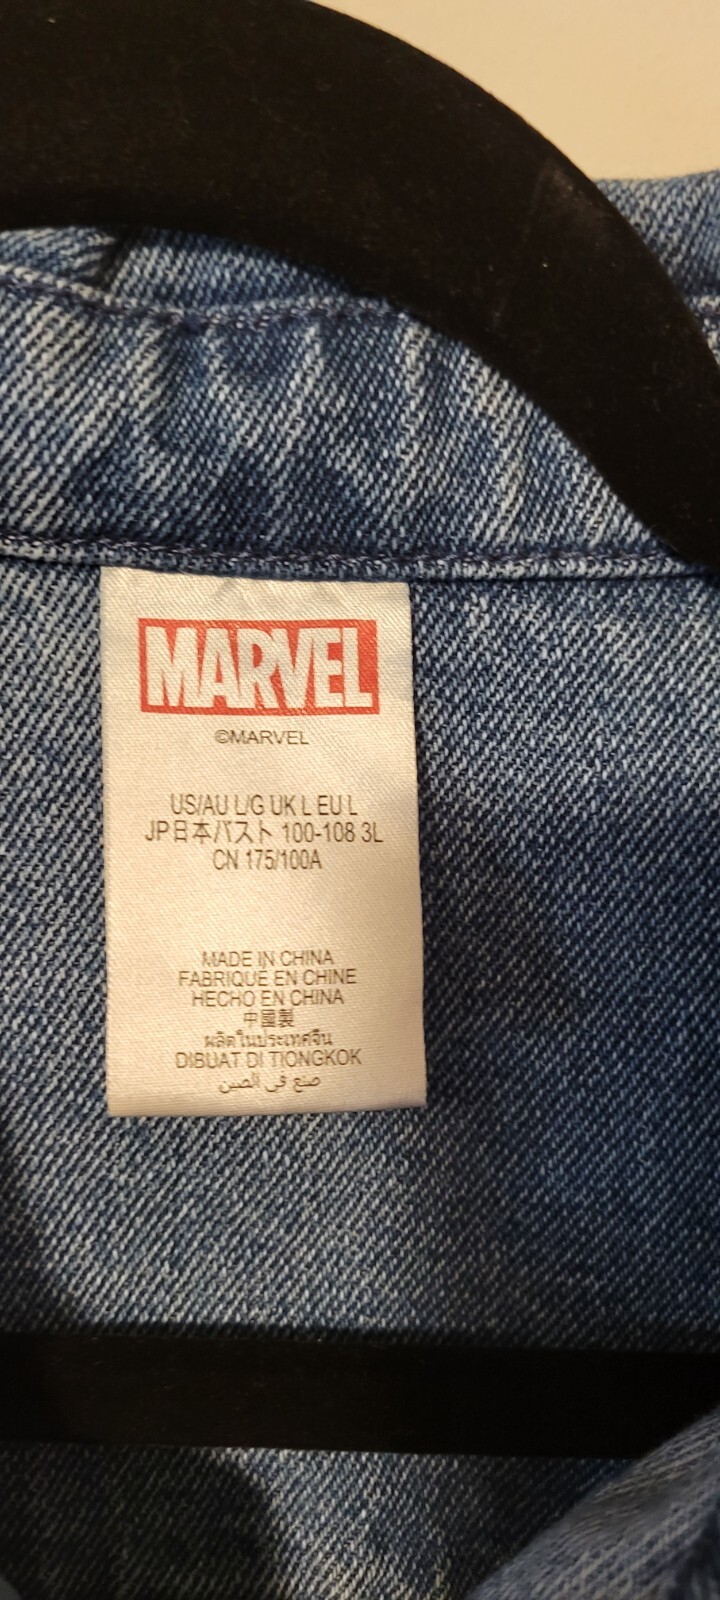 MARVEL
©MARVEL
US/AU L/G UK L EU L
JP日本バスト 100-108 3L
CN 175/100A
MADE IN CHINA
FABRIQUÉ EN CHINE
HECHO EN CHINA
中國製
ผลิตในประเทศจีน
DIBUAT DI TIONGKOK
صنع في الصين